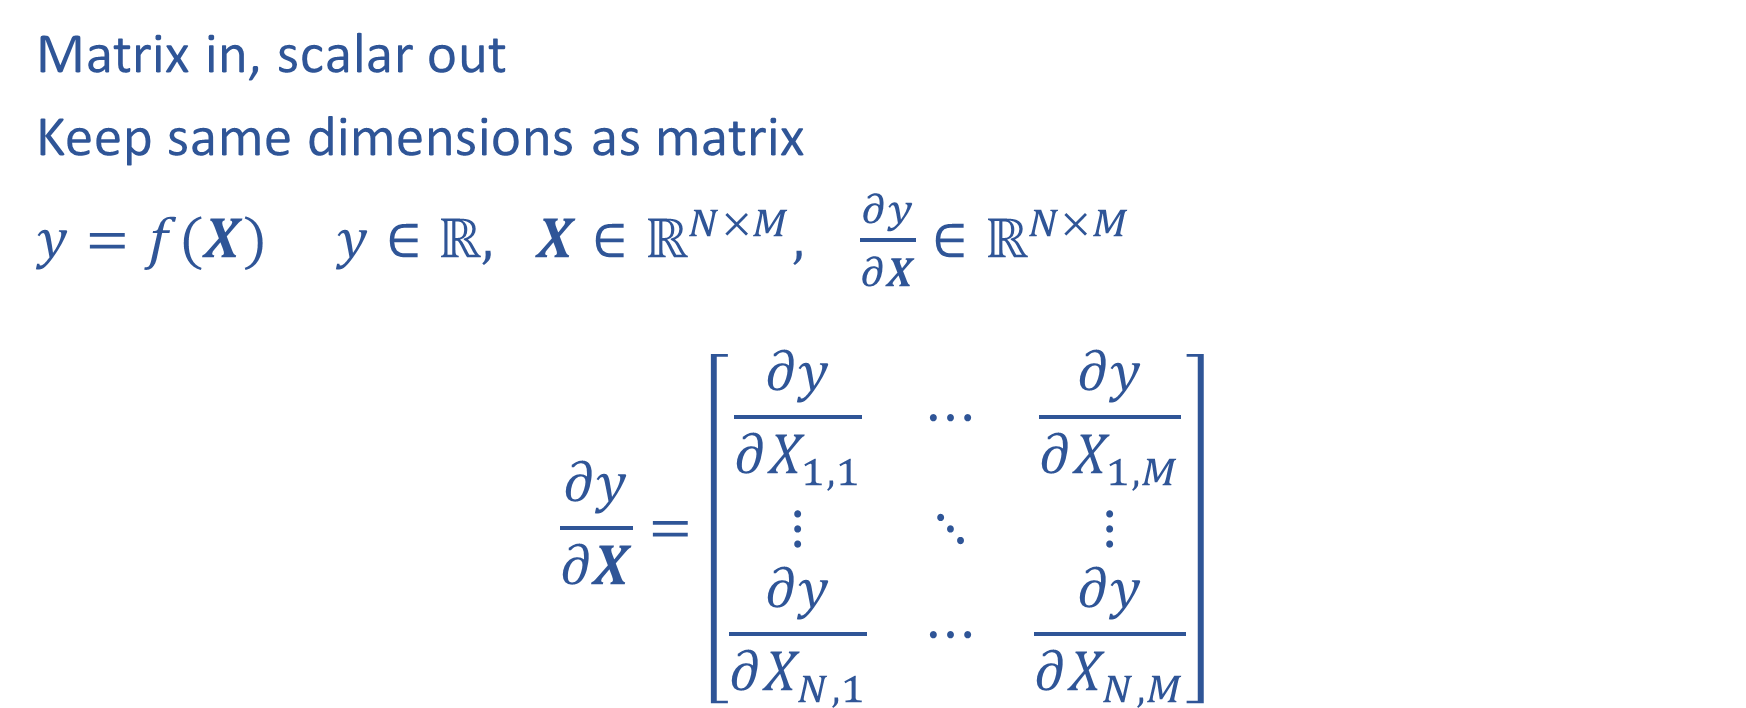 Matrix in, scalar out
Keep same dimensions as matrix
y = f(X)   y ∈ ℝ,  X ∈ ℝ^{N×M},  ∂y/∂X ∈ ℝ^{N×M}
∂y/∂X = [ ∂y/∂X_{1,1} ⋯ ∂y/∂X_{1,M}
⋮ ⋱ ⋮
∂y/∂X_{N,1} ⋯ ∂y/∂X_{N,M} ]